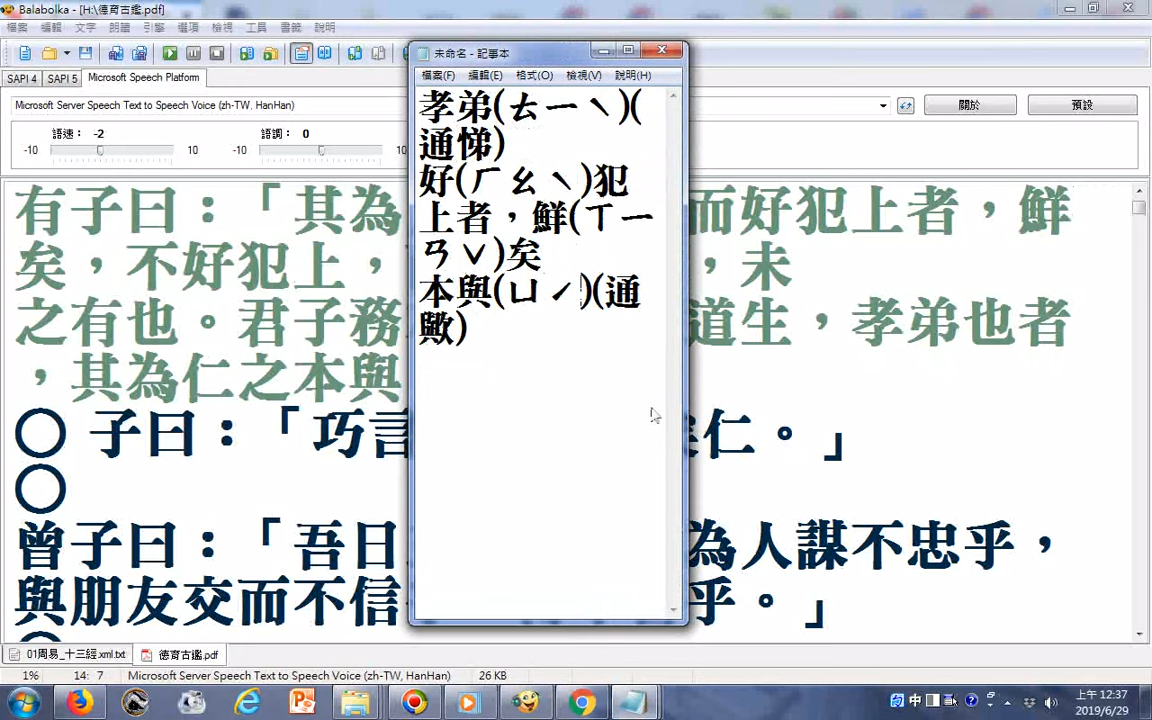 Balabolka - [H:\德育古鑑.pdf]
檔案 編輯 文字 朗讀 引擎 選項 檢視 工具 書籤 說明
SAPI 4 SAPI 5 Microsoft Speech Platform
Microsoft Server Speech Text to Speech Voice (zh-TW, HanHan)
關於 預設
語速： -2 語調： 0
-10 10 -10 10
有子曰：「其為 而好犯上者，鮮
矣，不好犯上， ，未
之有也。君子務 道生，孝弟也者
，其為仁之本與
○ 子曰：「巧言 矣仁。」
○
曾子曰：「吾日 為人謀不忠乎，
與朋友交而不信 乎。」
未命名 - 記事本
檔案(F) 編輯(E) 格式(O) 檢視(V) 說明(H)
孝弟(ㄊㄧˋ)(
通悌)
好(ㄏㄠˋ)犯
上者，鮮(ㄒㄧ
ㄢˇ)矣
本與(ㄩˊ)(通
歟)
01周易_十三經.xml.txt 德育古鑑.pdf
1% 14: 7 Microsoft Server Speech Text to Speech Voice (zh-TW, HanHan) 26 KB
中
上午 12:37
2019/6/29